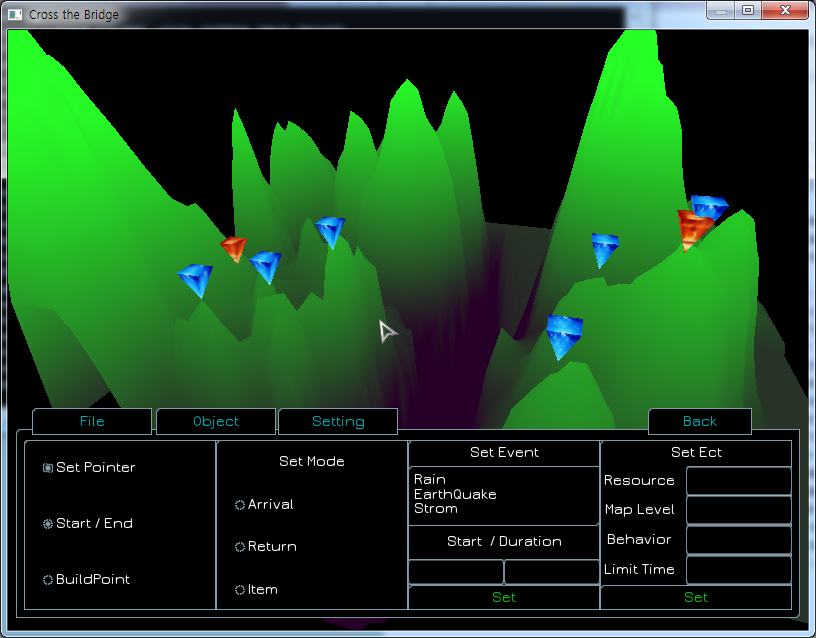 Cross the Bridge
File
Object
Setting
Back
Set Pointer
Start / End
BuildPoint
Set Mode
Arrival
Return
Item
Set Event
Rain
EarthQuake
Strom
Start / Duration
Set
Set Ect
Resource
Map Level
Behavior
Limit Time
Set